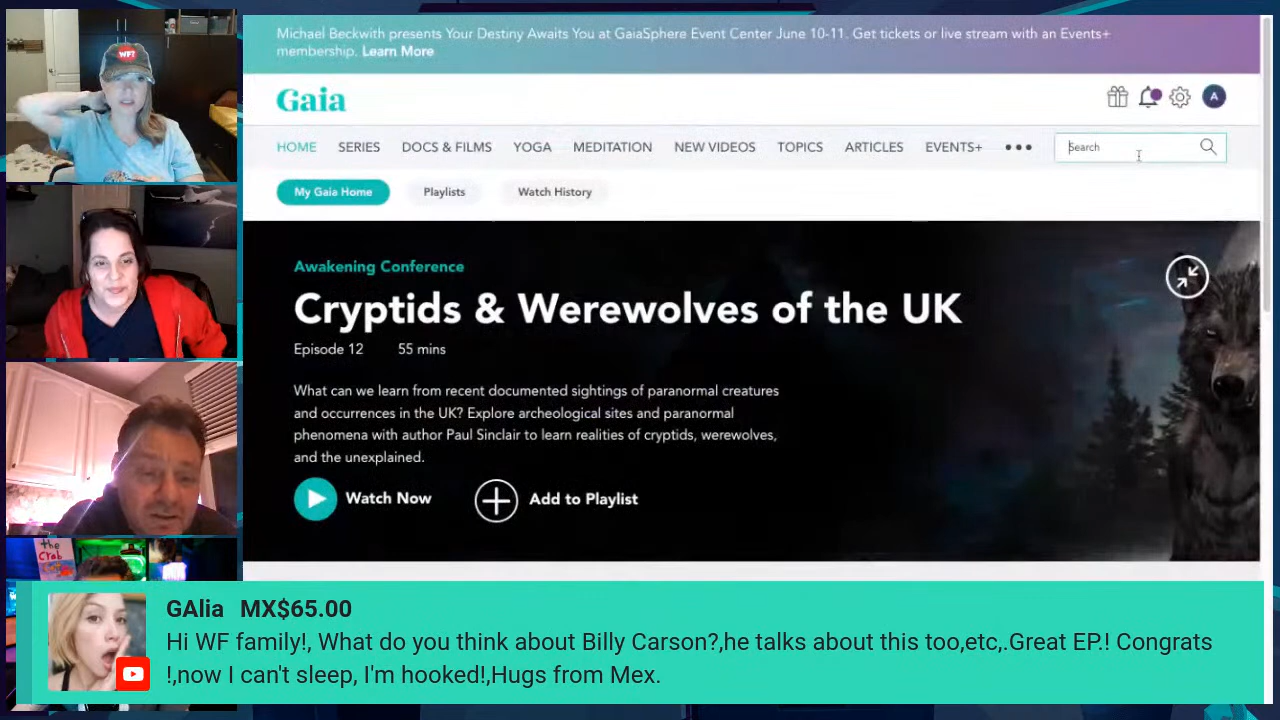 Michael Beckwith presents Your Destiny Awaits You at GaiaSphere Event Center June 10-11. Get tickets or live stream with an Events+
membership. Learn More
Gaia
A
HOME SERIES DOCS & FILMS YOGA MEDITATION NEW VIDEOS TOPICS ARTICLES EVENTS+ ••• Search
My Gaia Home Playlists Watch History
Awakening Conference
Cryptids & Werewolves of the UK
Episode 12 55 mins
What can we learn from recent documented sightings of paranormal creatures
and occurrences in the UK? Explore archeological sites and paranormal
phenomena with author Paul Sinclair to learn realities of cryptids, werewolves,
and the unexplained.
Watch Now Add to Playlist
WF?
the
Crab
GAlia MX$65.00
Hi WF family!, What do you think about Billy Carson?,he talks about this too,etc,.Great EP.! Congrats
!,now I can't sleep, I'm hooked!,Hugs from Mex.